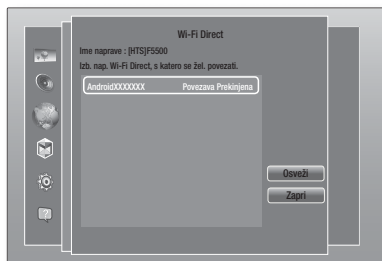 Wi-Fi Direct
Ime naprave : [HTS]F5500
Izb. nap. Wi-Fi Direct, s katero se žel. povezati.
AndroidXXXXXXX Povezava Prekinjena
Osveži
Zapri